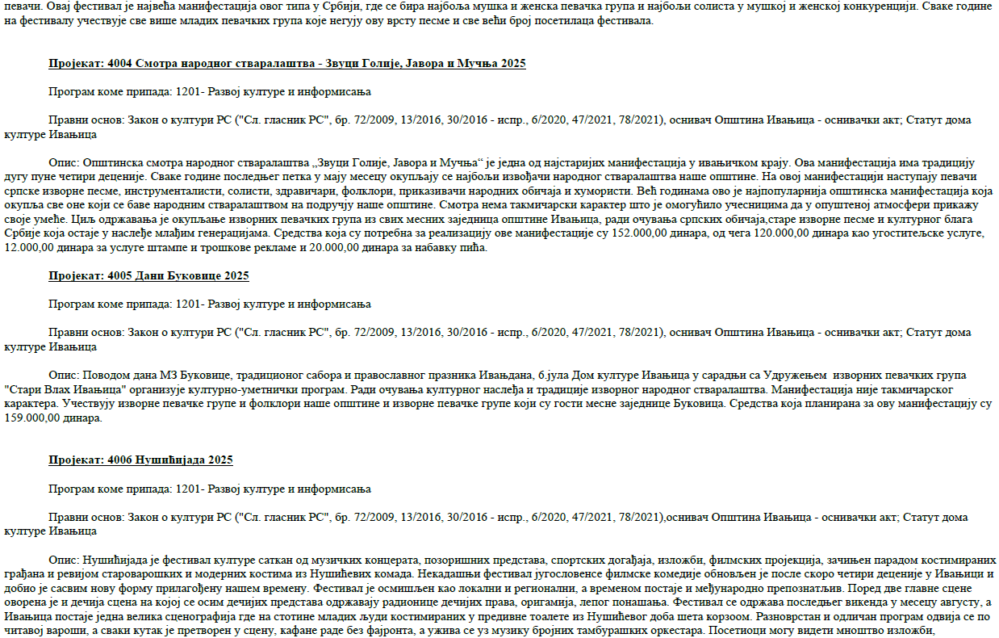 певачи. Овај фестивал је највећа манифестација овог типа у Србији, где се бира најбоља мушка и женска певачка група и најбољи солиста у мушкој и женској конкуренцији. Сваке године
на фестивалу учествује све више младих певачких група које негују ову врсту песме и све већи број посетилаца фестивала.
Пројекат: 4004 Смотра народног стваралаштва - Звуци Голије, Јавора и Мучња 2025
Програм коме припада: 1201- Развој културе и информисања
Правни основ: Закон о култури РС ("Сл. гласник РС", бр. 72/2009, 13/2016, 30/2016 - испр., 6/2020, 47/2021, 78/2021), оснивач Општина Ивањица - оснивачки акт; Статут дома
културе Ивањица
Опис: Општинска смотра народног стваралаштва „Звуци Голије, Јавора и Мучња“ је једна од најстаријих манифестација у ивањичком крају. Ова манифестација има традицију
дугу пуне четири деценије. Сваке године последњег петка у мају месецу окупљају се најбољи извођачи народног стваралаштва наше општине. На овој манифестацији наступају певачи
српске изворне песме, инструменталисти, солисти, здравичари, фолклори, приказивачи народних обичаја и хумористи. Већ годинама ово је најпопуларнија општинска манифестација која
окупља све оне који се баве народним стваралаштвом на подручју наше општине. Смотра нема такмичарски карактер што је омогућило учесницима да у опуштеној атмосфери прикажу
своје умеће. Циљ одржавања је окупљање изворних певачких група из свих месних заједница општине Ивањица, ради очувања српских обичаја,старе изворне песме и културног блага
Србије која остаје у наслеђе млађим генерацијама. Средства која су потребна за реализацију ове манифестације су 152.000,00 динара, од чега 120.000,00 динара као угоститељске услуге,
12.000,00 динара за услуге штампе и трошкове рекламе и 20.000,00 динара за набавку пића.
Пројекат: 4005 Дани Буковице 2025
Програм коме припада: 1201- Развој културе и информисања
Правни основ: Закон о култури РС ("Сл. гласник РС", бр. 72/2009, 13/2016, 30/2016 - испр., 6/2020, 47/2021, 78/2021), оснивач Општина Ивањица - оснивачки акт; Статут дома
културе Ивањица
Опис: Поводом дана МЗ Буковице, традиционог сабора и православног празника Ивањдана, 6.јула Дом културе Ивањица у сарадњи са Удружењем изворних певачких група
"Стари Влах Ивањица" организује културно-уметнички програм. Ради очувања културног наслеђа и традиције изворног народног стваралаштва. Манифестација није такмичарског
карактера. Учествују изворне певачке групе и фолклори наше општине и изворне певачке групе који су гости месне заједнице Буковица. Средства која планирана за ову манифестацију су
159.000,00 динара.
Пројекат: 4006 Нушићијада 2025
Програм коме припада: 1201- Развој културе и информисања
Правни основ: Закон о култури РС ("Сл. гласник РС", бр. 72/2009, 13/2016, 30/2016 - испр., 6/2020, 47/2021, 78/2021),оснивач Општина Ивањица - оснивачки акт; Статут дома
културе Ивањица
Опис: Нушићијада је фестивал културе саткан од музичких концерата, позоришних представа, спортских догађаја, изложби, филмских пројекција, зачињен парадом костимираних
грађана и ревијом староварошких и модерних костима из Нушићевих комада. Некадашњи фестивал југословенсе филмске комедије обновљен је после скоро четири деценије у Ивањици и
добио је сасвим нову форму прилагођену нашем времену. Фестивал је осмишљен као локални и регионални, а временом постаје и међународно препознатљив. Поред две главне сцене
оворена је и дечија сцена на којој се осим дечијих представа одржавају радионице дечијих права, оригамија, лепог понашања. Фестивал се одржава последњег викенда у месецу августу, а
Ивањица постаје једна велика сценографија где на стотине младих људи костимираних у предивне тоалете из Нушићевог доба шета корзоом. Разноврстан и одличан програм одвија се по
читавој вароши, а сваки кутак је претворен у сцену, кафане раде без фајронта, а ужива се уз музику бројних тамбурашких оркестара. Посетиоци могу видети мноштво изложби,